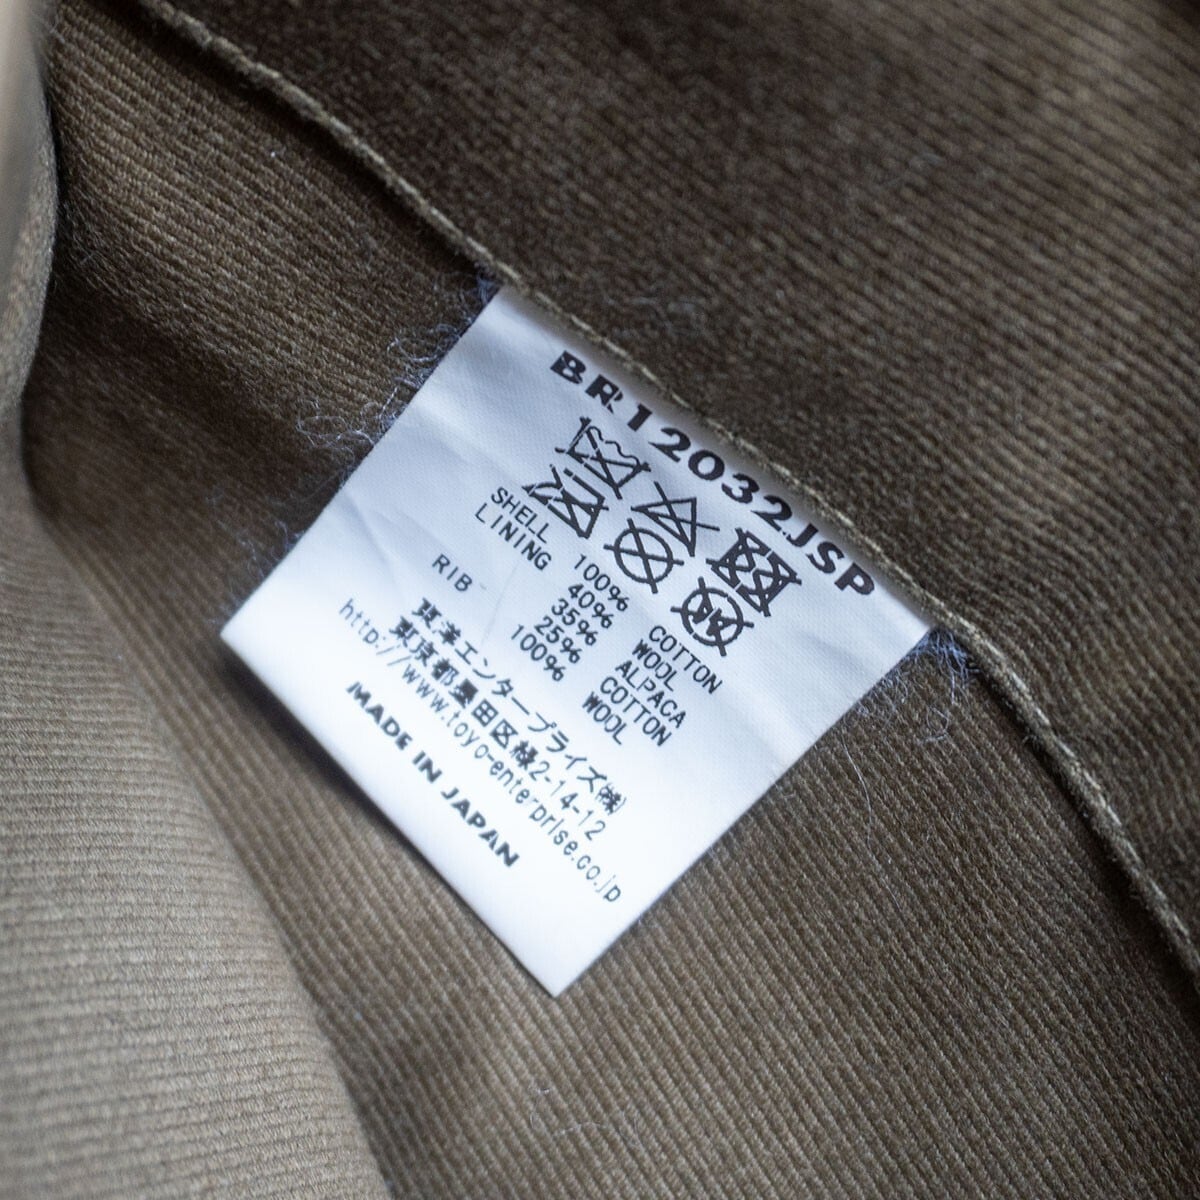 BR12032JSP
SHELL 100% COTTON
LINING 40% WOOL
35% ALPACA
25% COTTON
RIB 100% WOOL
東洋エンタープライズ㈱
東京都墨田区緑2-14-12
http://www.toyo-enterprise.co.jp
MADE IN JAPAN